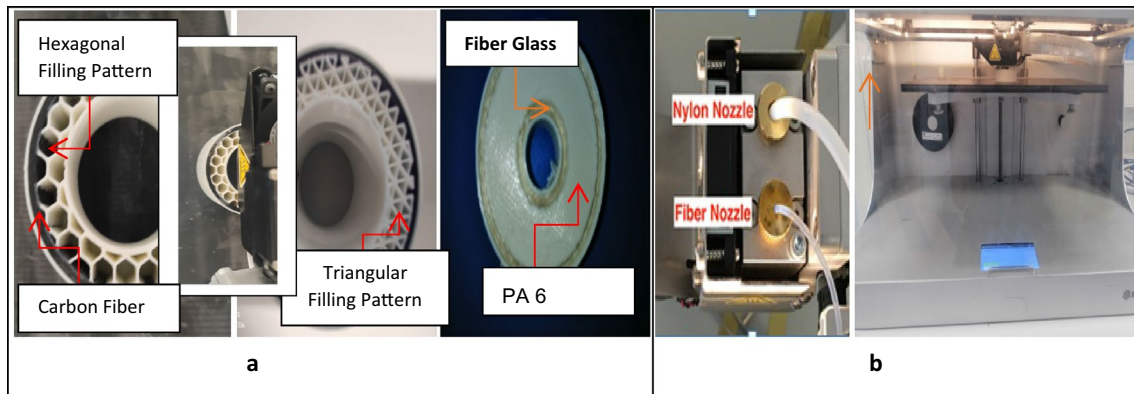 Hexagonal
Filling Pattern
Carbon Fiber
Triangular
Filling Pattern
Fiber Glass
PA 6
a
Nylon Nozzle
Fiber Nozzle
b